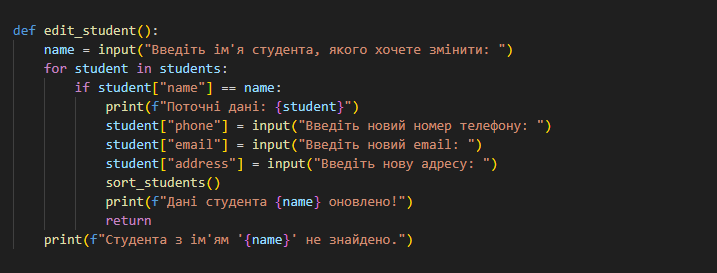 def edit_student():
    name = input("Введіть ім'я студента, якого хочете змінити: ")
    for student in students:
        if student["name"] == name:
            print(f"Поточні дані: {student}")
            student["phone"] = input("Введіть новий номер телефону: ")
            student["email"] = input("Введіть новий email: ")
            student["address"] = input("Введіть нову адресу: ")
            sort_students()
            print(f"Дані студента {name} оновлено!")
            return
    print(f"Студента з ім'ям '{name}' не знайдено.")